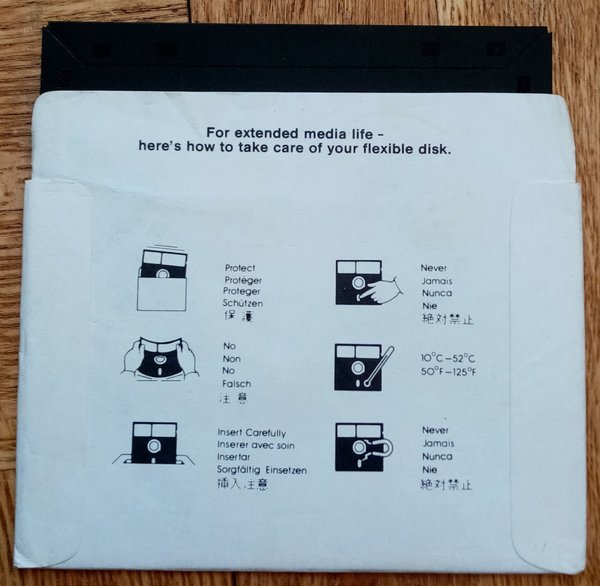 For extended media life –
here's how to take care of your flexible disk.
Protect
Protéger
Proteger
Schützen
保護
No
Non
No
Falsch
注意
Insert Carefully
Inserer avec soin
Insertar
Sorgfältig Einsetzen
挿入注意
Never
Jamais
Nunca
Nie
絶対禁止
10°C–52°C
50°F–125°F
Never
Jamais
Nunca
Nie
絶対禁止